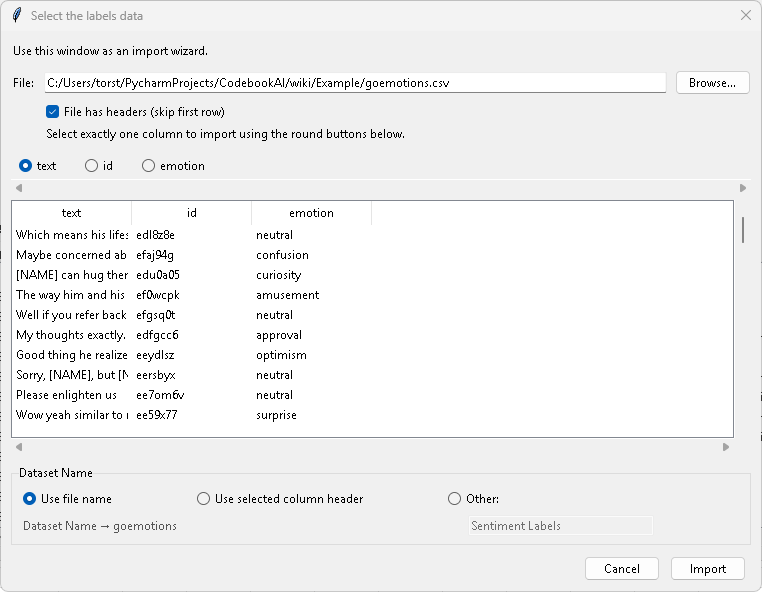 Select the labels data
Use this window as an import wizard.
File: C:/Users/torst/PycharmProjects/CodebookAI/wiki/Example/goemotions.csv Browse...
File has headers (skip first row)
Select exactly one column to import using the round buttons below.
text id emotion
text id emotion
Which means his lifes edl8z8e neutral
Maybe concerned ab efaj94g confusion
[NAME] can hug ther edu0a05 curiosity
The way him and his ef0wcpk amusement
Well if you refer back efgsq0t neutral
My thoughts exactly. edfgcc6 approval
Good thing he realize eeydlsz optimism
Sorry, [NAME], but [N eersbyx neutral
Please enlighten us ee7om6v neutral
Wow yeah similar to ee59x77 surprise
Dataset Name
Use file name Use selected column header Other:
Dataset Name → goemotions Sentiment Labels
Cancel Import